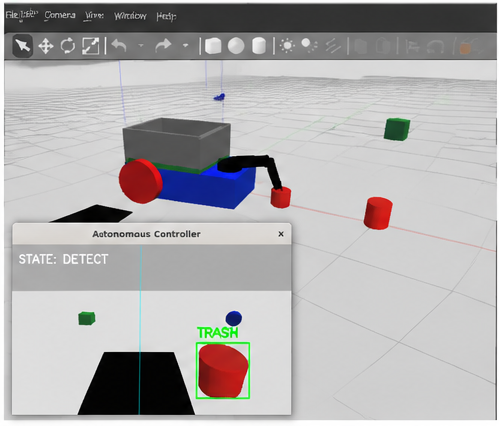 Camera
Window
Autonomous Controller
×
STATE: DETECT
TRASH